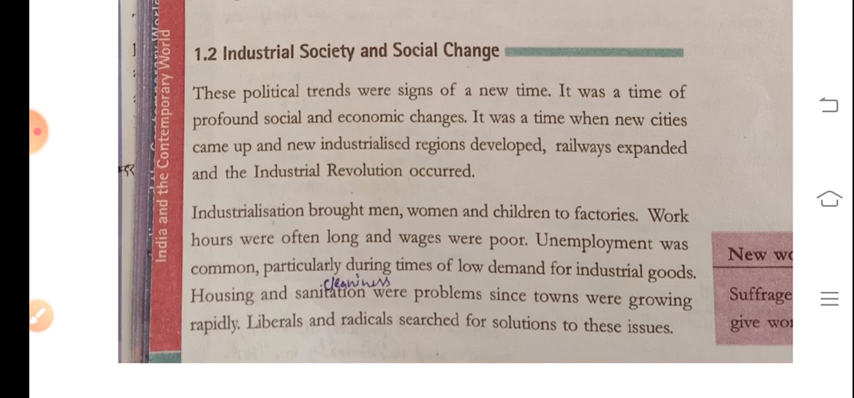 India and the Contemporary World
1.2 Industrial Society and Social Change
These political trends were signs of a new time. It was a time of
profound social and economic changes. It was a time when new cities
came up and new industrialised regions developed, railways expanded
and the Industrial Revolution occurred.
Industrialisation brought men, women and children to factories. Work
hours were often long and wages were poor. Unemployment was
common, particularly during times of low demand for industrial goods.
cleaniness
Housing and sanitation were problems since towns were growing
rapidly. Liberals and radicals searched for solutions to these issues.
New wo
Suffrage
give wor